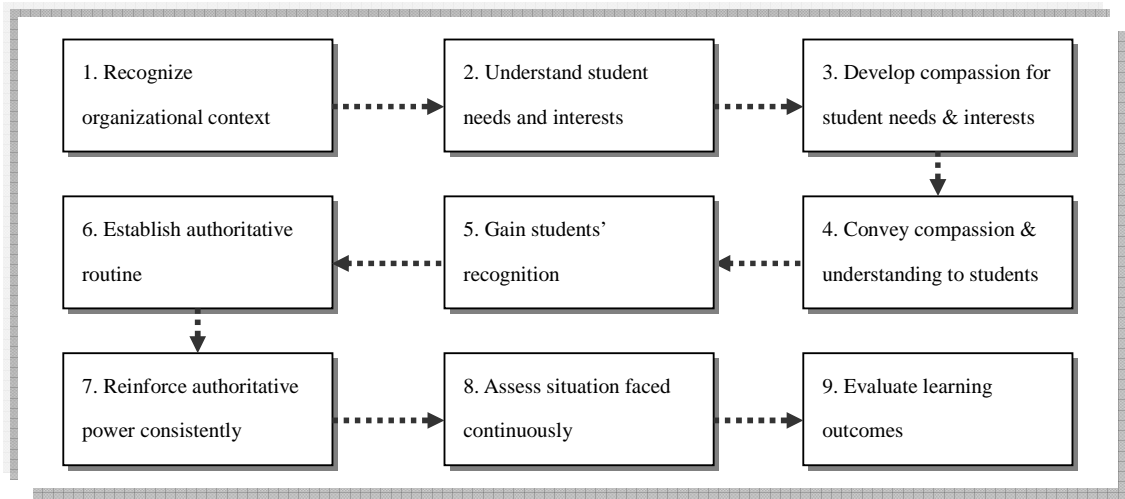 1. Recognize
organizational context
2. Understand student
needs and interests
3. Develop compassion for
student needs & interests
4. Convey compassion &
understanding to students
5. Gain students’
recognition
6. Establish authoritative
routine
7. Reinforce authoritative
power consistently
8. Assess situation faced
continuously
9. Evaluate learning
outcomes